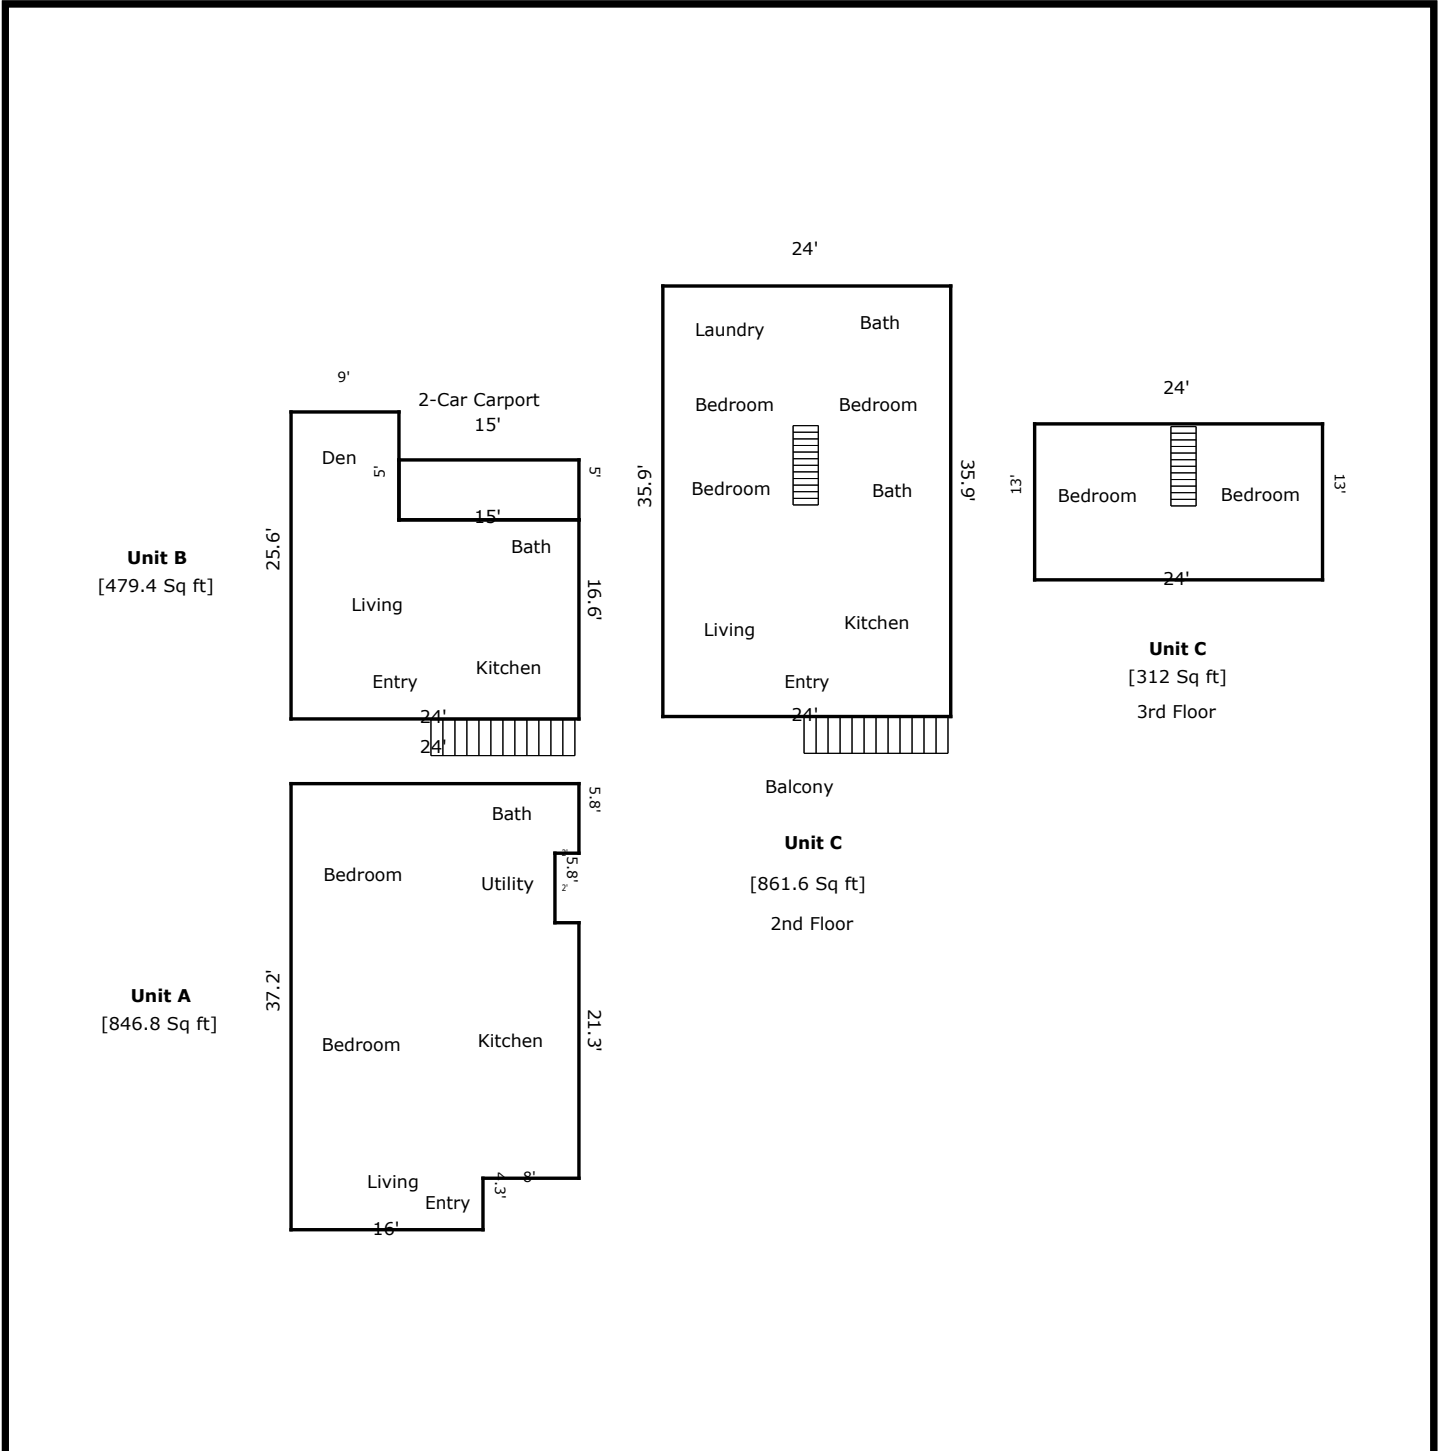 24'
Laundry
Bath
Bedroom
Bedroom
35.9'
35.9'
Bedroom
Bath
Living
Kitchen
Entry
24'
Balcony
Unit C
[861.6 Sq ft]
2nd Floor
9'
2-Car Carport
15'
Den
5'
5'
15'
Bath
25.6'
16.6'
Unit B
[479.4 Sq ft]
Living
Kitchen
Entry
24'
24'
5.8'
Bath
5.8'
Bedroom
Utility
2'
37.2'
Unit A
[846.8 Sq ft]
21.3'
Bedroom
Kitchen
Living
4.3'
8'
Entry
16'
24'
13'
13'
Bedroom
Bedroom
24'
Unit C
[312 Sq ft]
3rd Floor